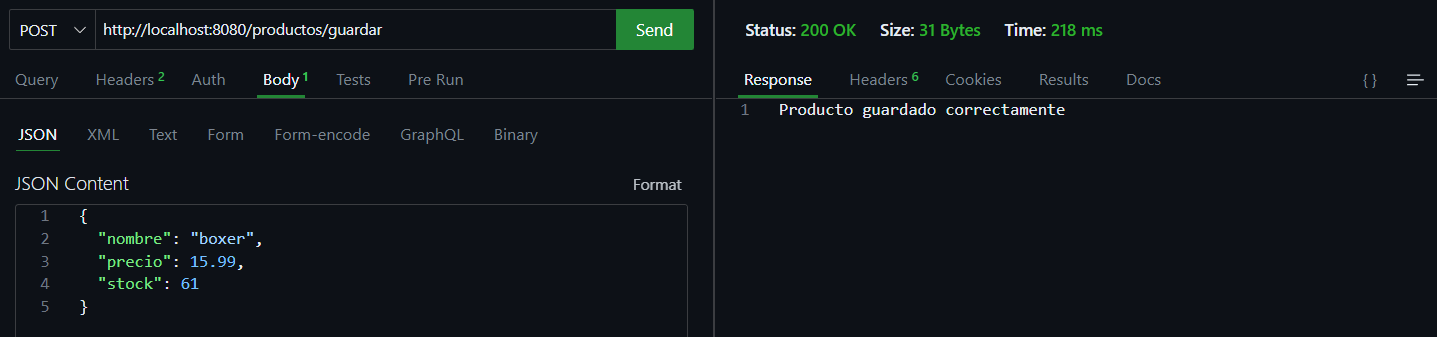 POST http://localhost:8080/productos/guardar Send
Query Headers 2 Auth Body 1 Tests Pre Run
JSON XML Text Form Form-encode GraphQL Binary
JSON Content Format
1 {
2 "nombre": "boxer",
3 "precio": 15.99,
4 "stock": 61
5 }
Status: 200 OK Size: 31 Bytes Time: 218 ms
Response Headers 6 Cookies Results Docs { }
1 Producto guardado correctamente